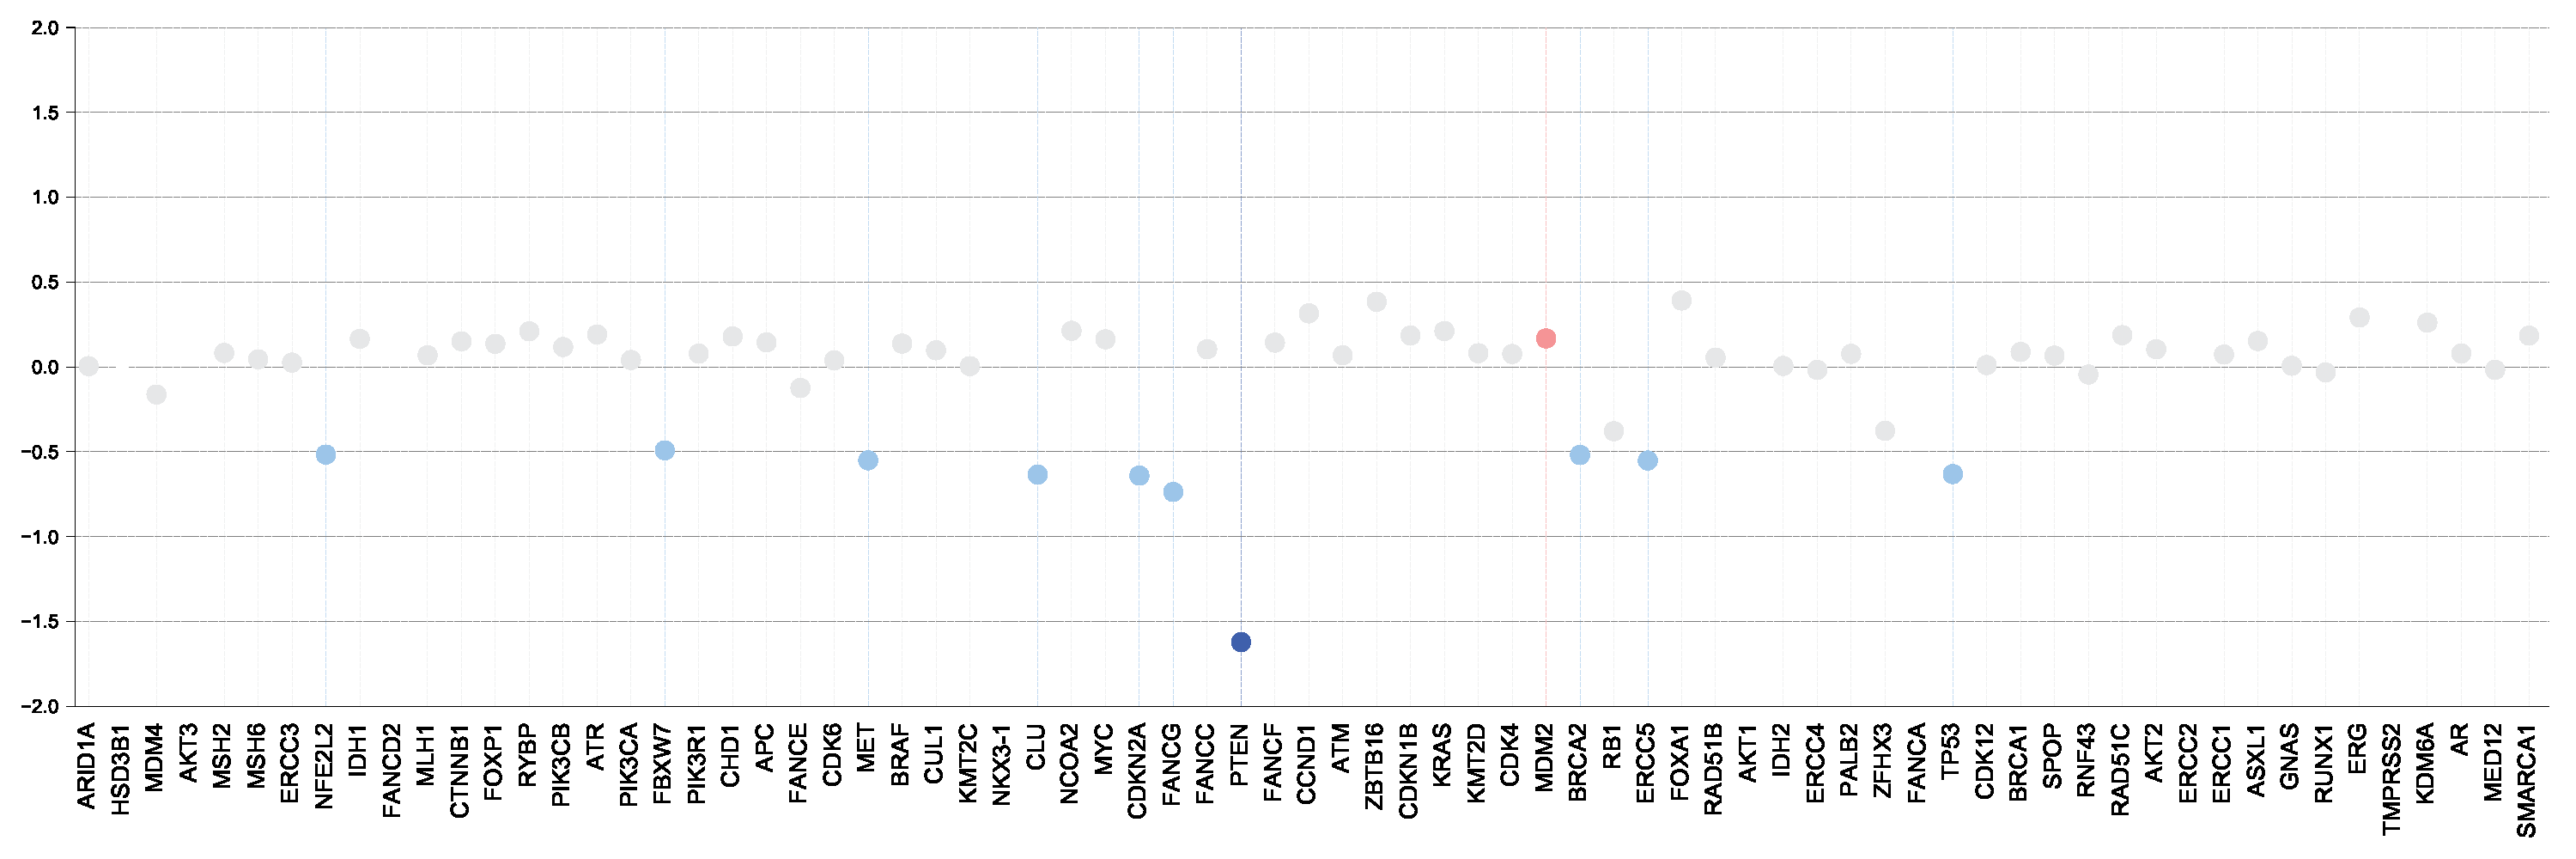 2.0
1.5
1.0
0.5
0.0
−0.5
−1.0
−1.5
−2.0
ARID1A
HSD3B1
MDM4
AKT3
MSH2
MSH6
ERCC3
NFE2L2
IDH1
FANCD2
MLH1
CTNNB1
FOXP1
RYBP
PIK3CB
ATR
PIK3CA
FBXW7
PIK3R1
CHD1
APC
FANCE
CDK6
MET
BRAF
CUL1
KMT2C
NKX3-1
CLU
NCOA2
MYC
CDKN2A
FANCG
FANCC
PTEN
FANCF
CCND1
ATM
ZBTB16
CDKN1B
KRAS
KMT2D
CDK4
MDM2
BRCA2
RB1
ERCC5
FOXA1
RAD51B
AKT1
IDH2
ERCC4
PALB2
ZFHX3
FANCA
TP53
CDK12
BRCA1
SPOP
RNF43
RAD51C
AKT2
ERCC2
ERCC1
ASXL1
GNAS
RUNX1
ERG
TMPRSS2
KDM6A
AR
MED12
SMARCA1